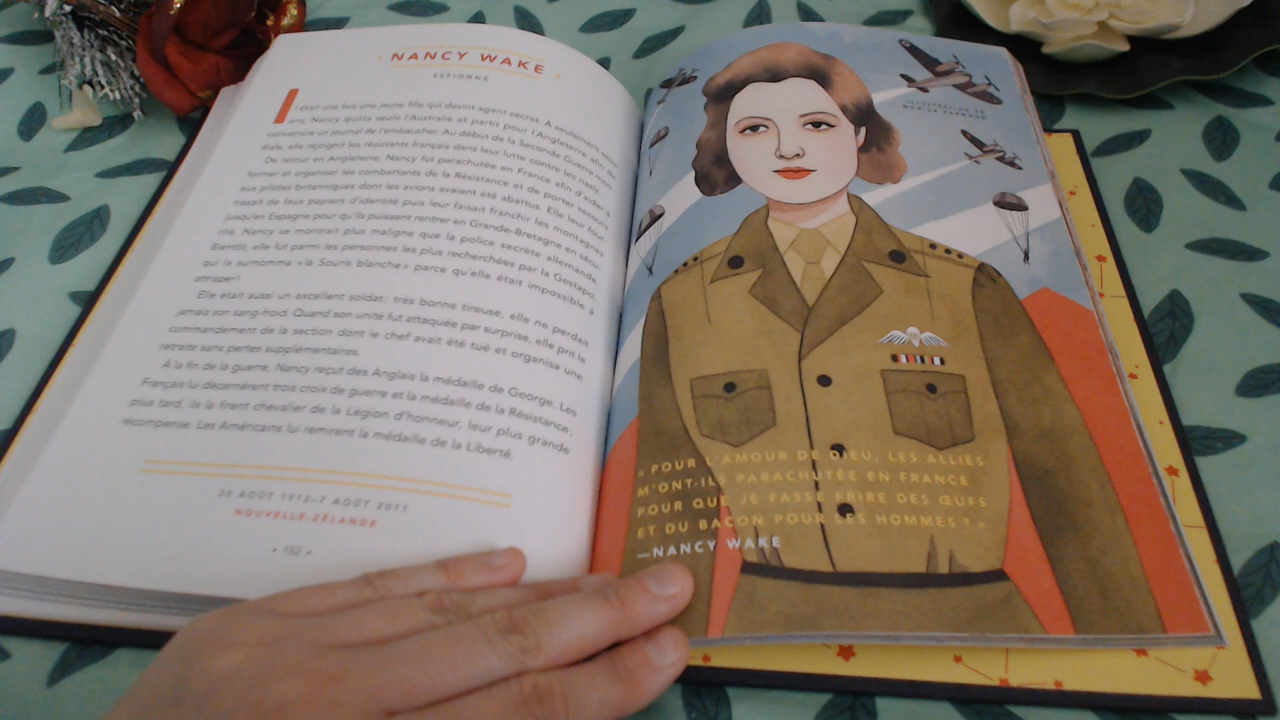 NANCY WAKE
ESPIONNE
Il était une fois une jeune fille qui devint agent secret. À seulement seize
ans, Nancy quitta seule l'Australie et partit pour l'Angleterre afin de
convaincre un journal de l'embaucher. Au début de la Seconde Guerre mon-
diale, elle rejoignit les résistants français dans leur lutte contre les nazis.
De retour en Angleterre, Nancy fut parachutée en France afin d'aider à
former et organiser les combattants de la Résistance et de porter secours
aux pilotes britanniques dont les avions avaient été abattus. Elle leur four-
nissait de faux papiers d'identité puis leur faisait franchir les montagnes
jusqu'en Espagne pour qu'ils puissent rentrer en Grande-Bretagne en sécu-
rité. Nancy se montrait plus maligne que la police secrète allemande.
Bientôt, elle fut parmi les personnes les plus recherchées par la Gestapo,
qui la surnomma «la Souris blanche» parce qu'elle était impossible à
attraper!
Elle était aussi un excellent soldat: très bonne tireuse, elle ne perdait
jamais son sang-froid. Quand son unité fut attaquée par surprise, elle prit le
commandement de la section dont le chef avait été tué et organisa une
retraite sans pertes supplémentaires.
À la fin de la guerre, Nancy reçut des Anglais la médaille de George. Les
Français lui décernèrent trois croix de guerre et la médaille de la Résistance;
plus tard, ils la firent chevalier de la Légion d'honneur, leur plus grande
récompense. Les Américains lui remirent la médaille de la Liberté.
30 AOÛT 1912–7 AOÛT 2011
NOUVELLE-ZÉLANDE
152
ILLUSTRATION DE
MONICA GARWOOD
« POUR L'AMOUR DE DIEU, LES ALLIÉS
M'ONT-ILS PARACHUTÉE EN FRANCE
POUR QUE JE FASSE FRIRE DES ŒUFS
ET DU BACON POUR LES HOMMES ? »
—NANCY WAKE